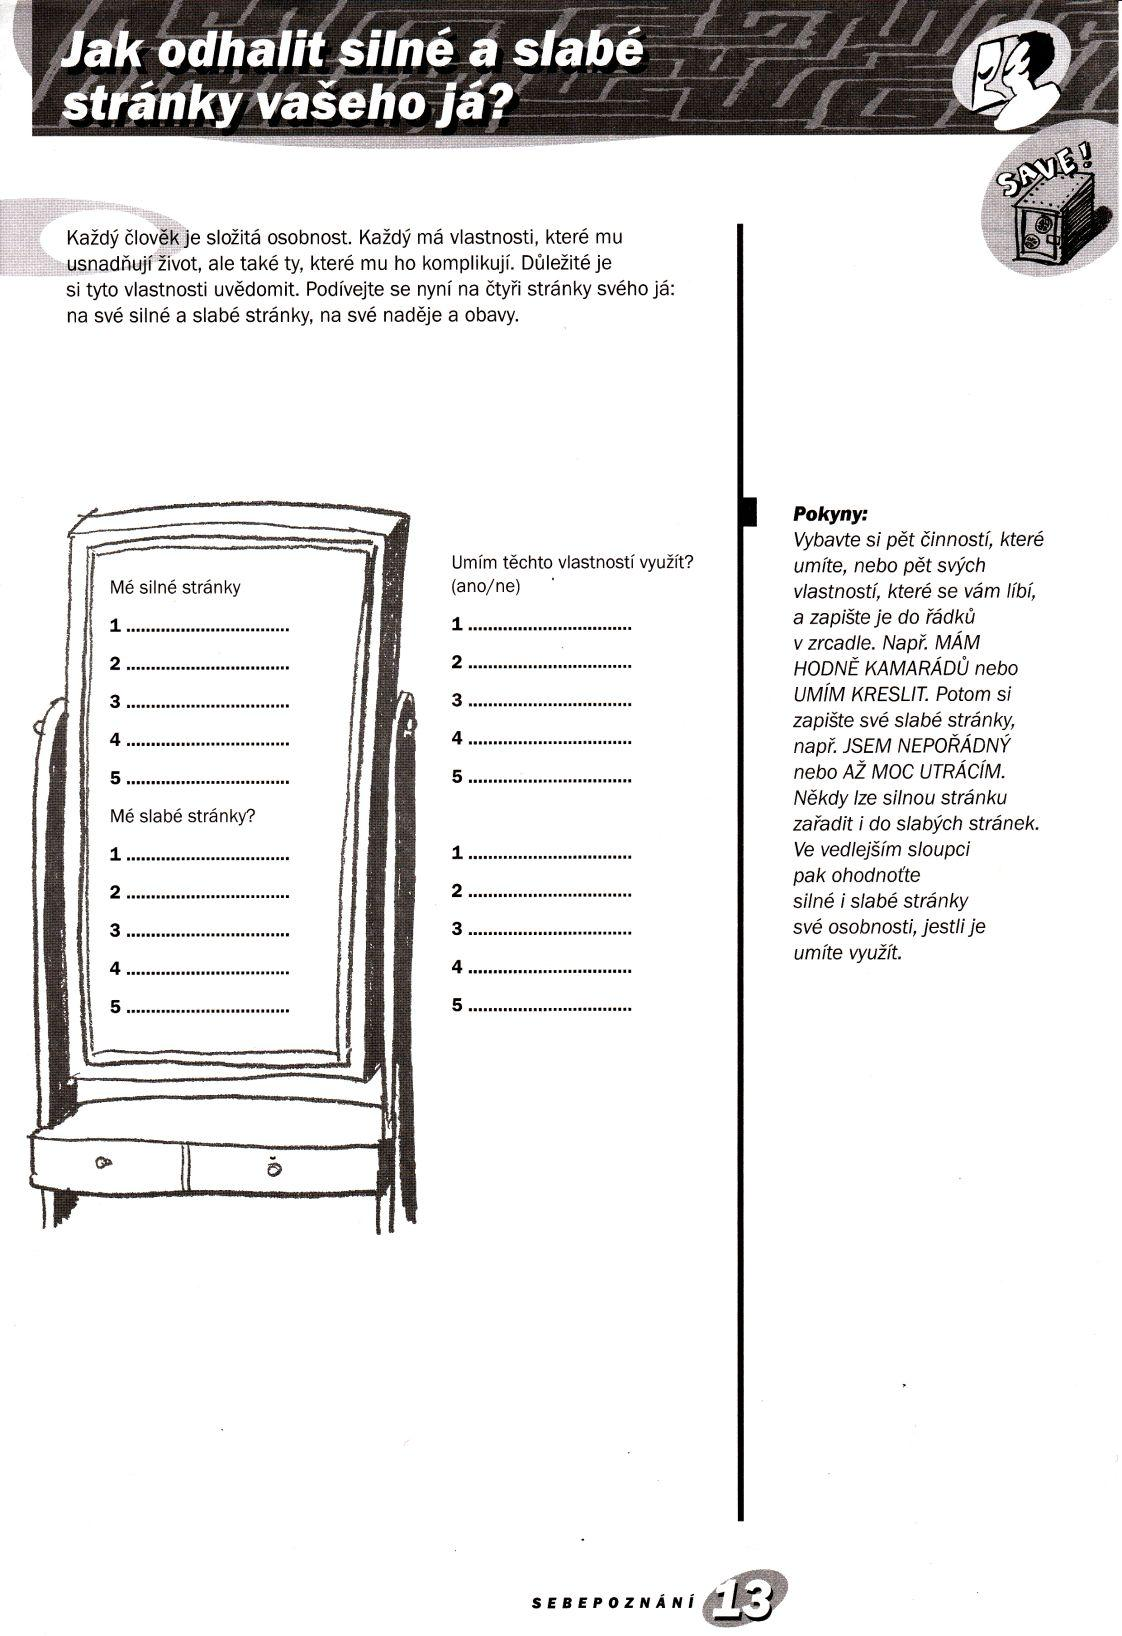 Jak odhalit silné a slabé
stránky vašeho já?
SAVE!
Každý člověk je složitá osobnost. Každý má vlastnosti, které mu
usnadňují život, ale také ty, které mu ho komplikují. Důležité je
si tyto vlastnosti uvědomit. Podívejte se nyní na čtyři stránky svého já:
na své silné a slabé stránky, na své naděje a obavy.
Mé silné stránky
1 .................................
2 .................................
3 .................................
4 .................................
5 .................................
Mé slabé stránky?
1 .................................
2 .................................
3 .................................
4 .................................
5 .................................
Umím těchto vlastností využít?
(ano/ne)
1 .................................
2 .................................
3 .................................
4 .................................
5 .................................
1 .................................
2 .................................
3 .................................
4 .................................
5 .................................
Pokyny:
Vybavte si pět činností, které
umíte, nebo pět svých
vlastností, které se vám líbí,
a zapište je do řádků
v zrcadle. Např. MÁM
HODNĚ KAMARÁDŮ nebo
UMÍM KRESLIT. Potom si
zapište své slabé stránky,
např. JSEM NEPOŘÁDNÝ
nebo AŽ MOC UTRÁCÍM.
Někdy lze silnou stránku
zařadit i do slabých stránek.
Ve vedlejším sloupci
pak ohodnoťte
silné i slabé stránky
své osobnosti, jestli je
umíte využít.
SEBEPOZNÁNÍ 13